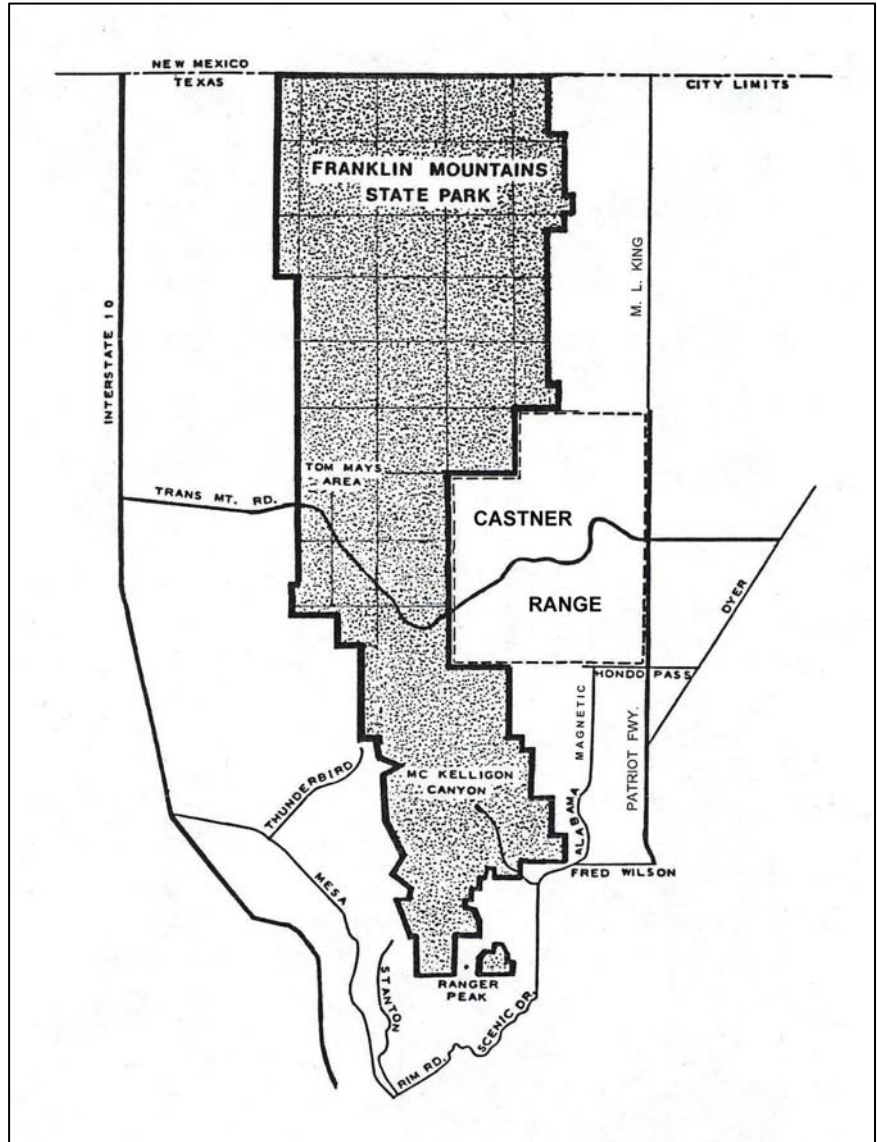 NEW MEXICO
TEXAS
CITY LIMITS
FRANKLIN MOUNTAINS
STATE PARK
M. L. KING
INTERSTATE 10
TOM MAYS
AREA
TRANS MT. RD.
CASTNER
RANGE
DYER
HONDO PASS
MAGNETIC
PATRIOT FWY.
THUNDERBIRD
MC KELLIGON
CANYON
ALABAMA
FRED WILSON
MESA
STANTON
RANGER
PEAK
SCENIC DR.
RIM RD.